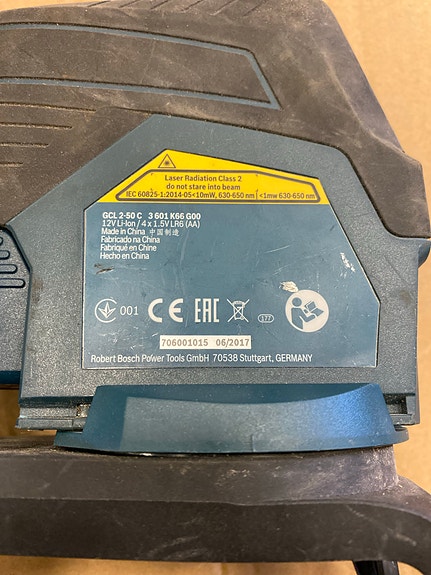 Laser Radiation Class 2
do not stare into beam
IEC 60825-1:2014-05<10mW, 630-650 nm <1mw 630-650 nm
GCL 2-50 C 3 601 K66 G00
12V Li-Ion / 4 x 1.5V LR6 (AA)
Made in China 中国制造
Fabricado na China
Fabriqué en Chine
Hecho en China
001 CE EAC 177
706001015 06/2017
Robert Bosch Power Tools GmbH 70538 Stuttgart, GERMANY